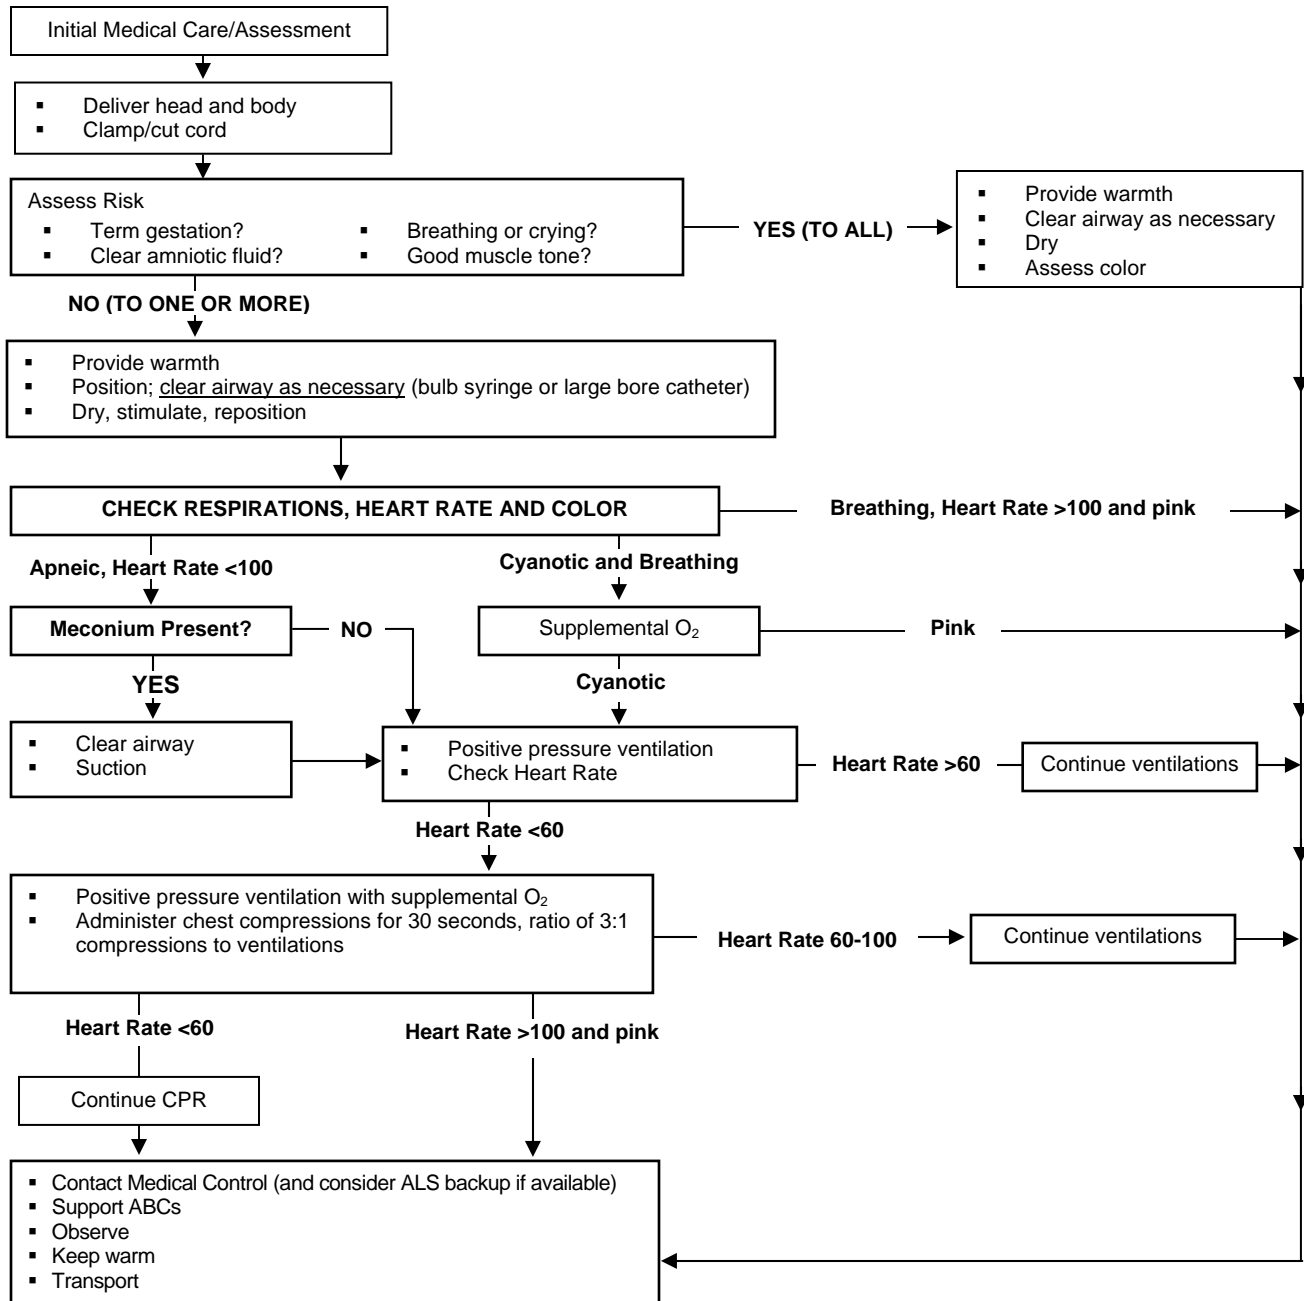 Initial Medical Care/Assessment
▪ Deliver head and body
▪ Clamp/cut cord
Assess Risk
▪ Term gestation?
▪ Clear amniotic fluid?
▪ Breathing or crying?
▪ Good muscle tone?
YES (TO ALL)
▪ Provide warmth
▪ Clear airway as necessary
▪ Dry
▪ Assess color
NO (TO ONE OR MORE)
▪ Provide warmth
▪ Position; clear airway as necessary (bulb syringe or large bore catheter)
▪ Dry, stimulate, reposition
CHECK RESPIRATIONS, HEART RATE AND COLOR
Breathing, Heart Rate >100 and pink
Apneic, Heart Rate <100
Cyanotic and Breathing
Meconium Present?
NO
Supplemental O₂
Pink
YES
Cyanotic
▪ Clear airway
▪ Suction
▪ Positive pressure ventilation
▪ Check Heart Rate
Heart Rate >60
Continue ventilations
Heart Rate <60
▪ Positive pressure ventilation with supplemental O₂
▪ Administer chest compressions for 30 seconds, ratio of 3:1
compressions to ventilations
Heart Rate 60-100
Continue ventilations
Heart Rate <60
Heart Rate >100 and pink
Continue CPR
▪ Contact Medical Control (and consider ALS backup if available)
▪ Support ABCs
▪ Observe
▪ Keep warm
▪ Transport